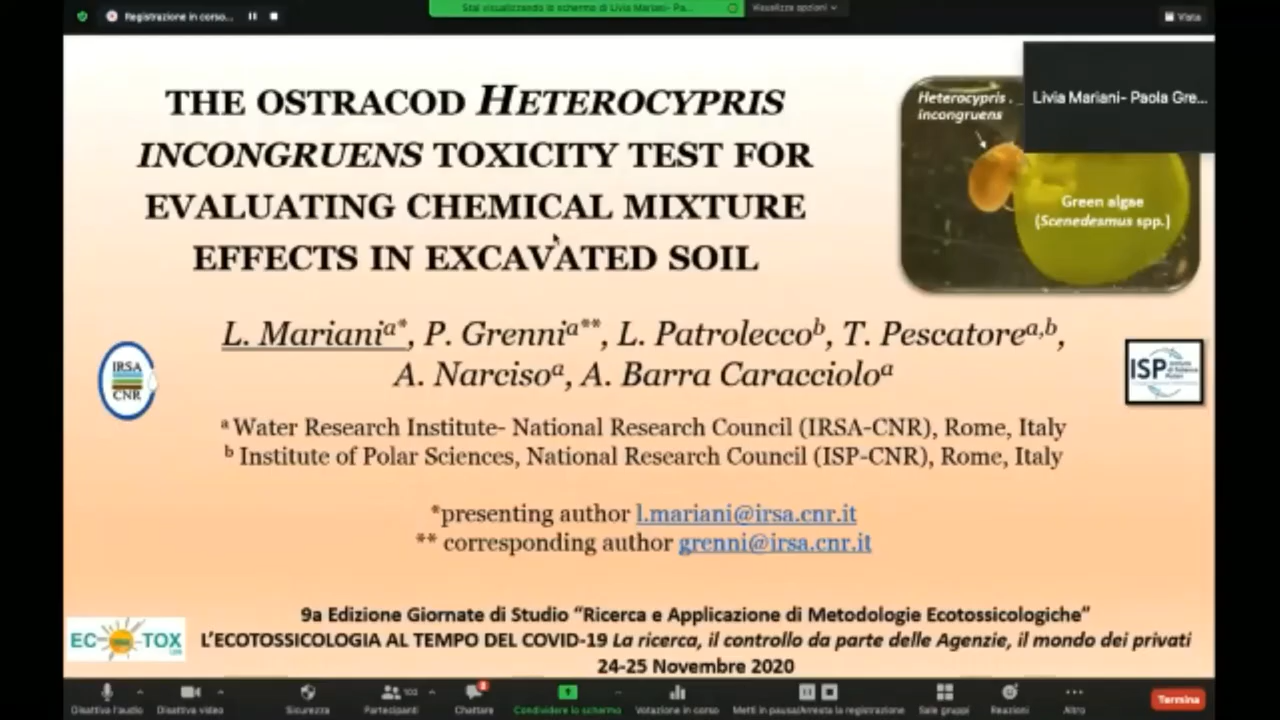 Registrazione in corso...
Stai visualizzando lo schermo di Livia Mariani- Pa...
Visualizza opzioni
Vista
THE OSTRACOD HETEROCYPRIS
INCONGRUENS TOXICITY TEST FOR
EVALUATING CHEMICAL MIXTURE
EFFECTS IN EXCAVATED SOIL
Heterocypris
incongruens
Livia Mariani- Paola Gre...
Green algae
(Scenedesmus spp.)
L. Marianiᵃ*, P. Grenniᵃ**, L. Patroleccoᵇ, T. Pescatoreᵃ,ᵇ,
A. Narcisoᵃ, A. Barra Caraccioloᵃ
IRSA
CNR
ISP
ᵃ Water Research Institute- National Research Council (IRSA-CNR), Rome, Italy
ᵇ Institute of Polar Sciences, National Research Council (ISP-CNR), Rome, Italy
*presenting author l.mariani@irsa.cnr.it
** corresponding author grenni@irsa.cnr.it
9a Edizione Giornate di Studio “Ricerca e Applicazione di Metodologie Ecotossicologiche”
L'ECOTOSSICOLOGIA AL TEMPO DEL COVID-19 La ricerca, il controllo da parte delle Agenzie, il mondo dei privati
24-25 Novembre 2020
EC TOX
Disattiva l'audio
Disattiva video
Sicurezza
Partecipanti
Chattare
Condividere lo schermo
Votazione in corso
Metti in pausa/Arresta la registrazione
Sale gruppi
Reazioni
Altro
Termina